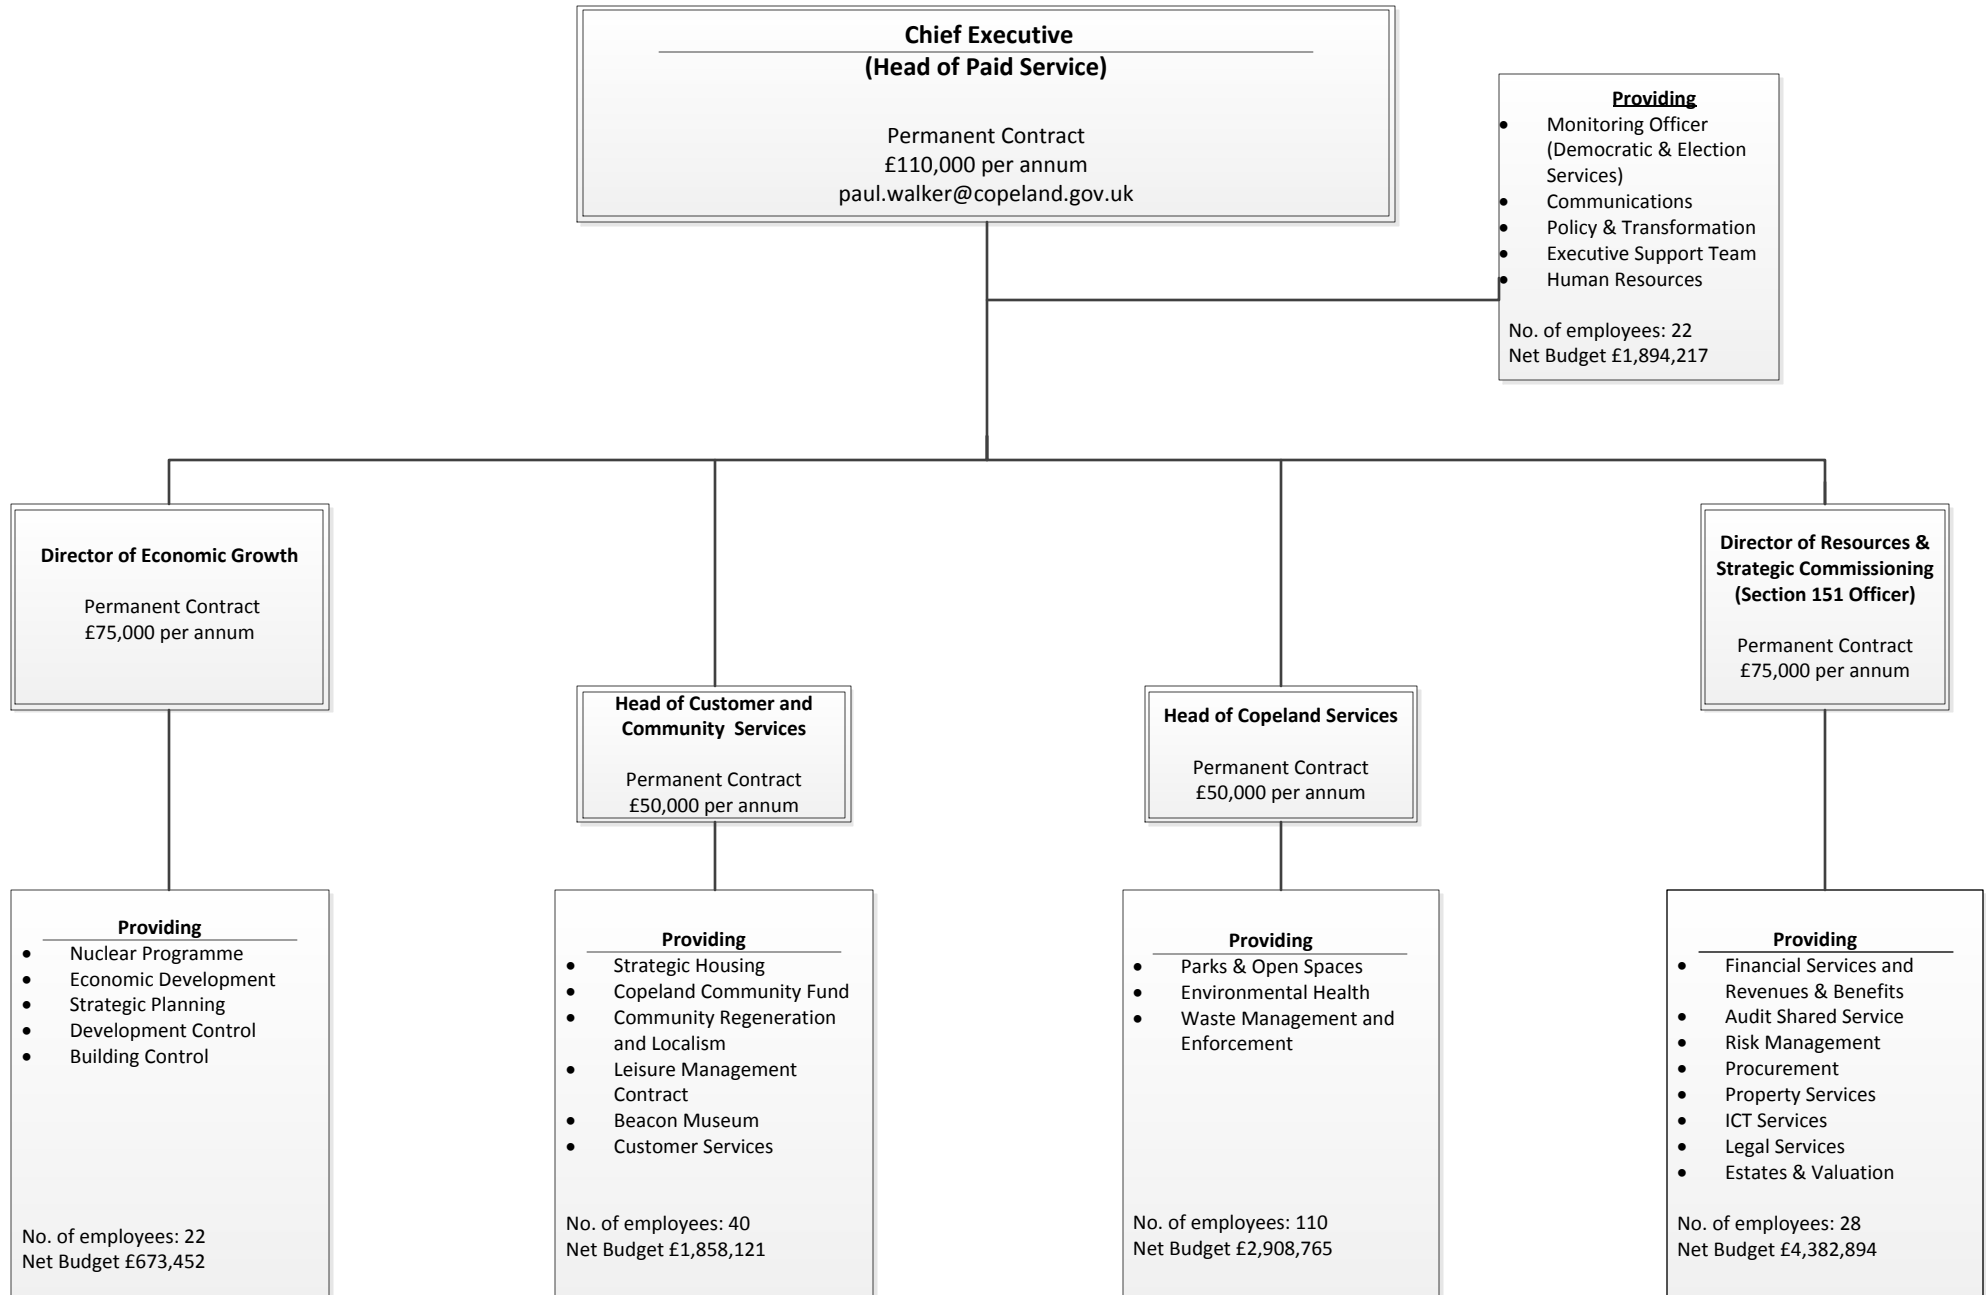 Chief Executive
(Head of Paid Service)
Permanent Contract
£110,000 per annum
paul.walker@copeland.gov.uk
Providing
• Monitoring Officer
(Democratic & Election
Services)
• Communications
• Policy & Transformation
• Executive Support Team
• Human Resources
No. of employees: 22
Net Budget £1,894,217
Director of Economic Growth
Permanent Contract
£75,000 per annum
Head of Customer and
Community Services
Permanent Contract
£50,000 per annum
Head of Copeland Services
Permanent Contract
£50,000 per annum
Director of Resources &
Strategic Commissioning
(Section 151 Officer)
Permanent Contract
£75,000 per annum
Providing
• Nuclear Programme
• Economic Development
• Strategic Planning
• Development Control
• Building Control
No. of employees: 22
Net Budget £673,452
Providing
• Strategic Housing
• Copeland Community Fund
• Community Regeneration
and Localism
• Leisure Management
Contract
• Beacon Museum
• Customer Services
No. of employees: 40
Net Budget £1,858,121
Providing
• Parks & Open Spaces
• Environmental Health
• Waste Management and
Enforcement
No. of employees: 110
Net Budget £2,908,765
Providing
• Financial Services and
Revenues & Benefits
• Audit Shared Service
• Risk Management
• Procurement
• Property Services
• ICT Services
• Legal Services
• Estates & Valuation
No. of employees: 28
Net Budget £4,382,894